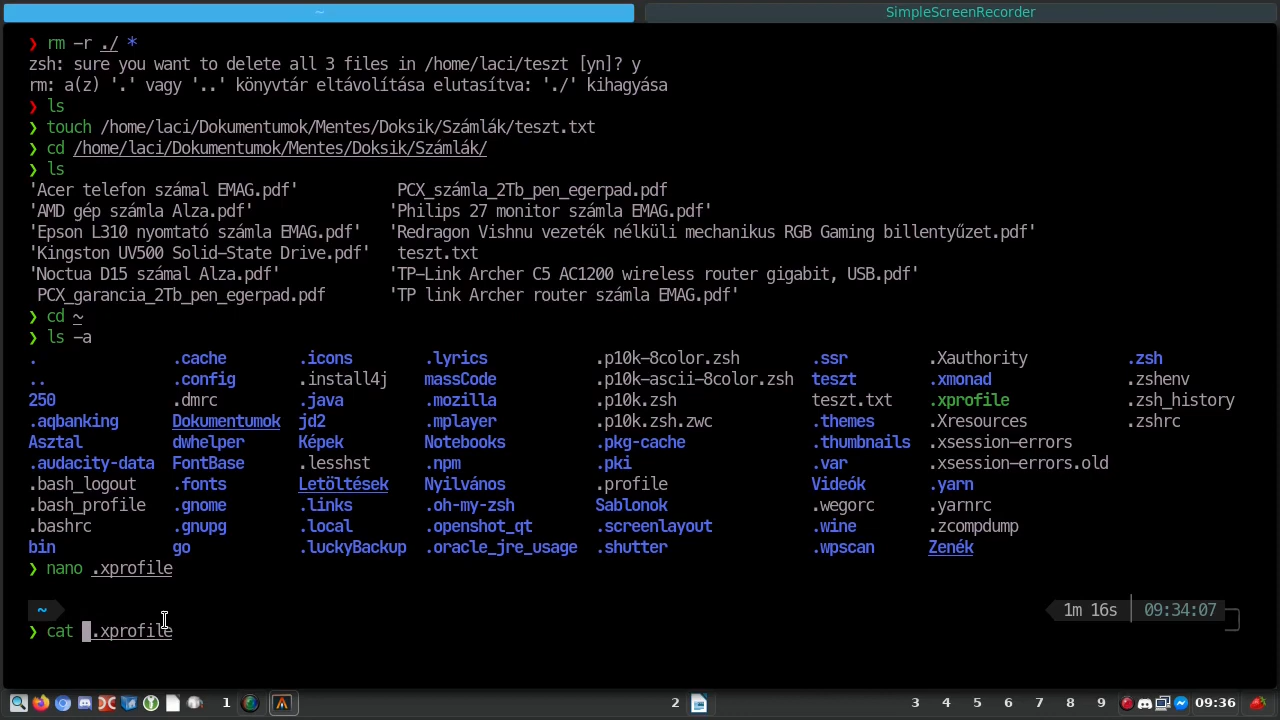 ~ SimpleScreenRecorder
❯ rm -r ./ *
zsh: sure you want to delete all 3 files in /home/laci/teszt [yn]? y
rm: a(z) '.' vagy '..' könyvtár eltávolítása elutasítva: './' kihagyása
❯ ls
❯ touch /home/laci/Dokumentumok/Mentes/Doksik/Számlák/teszt.txt
❯ cd /home/laci/Dokumentumok/Mentes/Doksik/Számlák/
❯ ls
'Acer telefon számal EMAG.pdf' PCX_számla_2Tb_pen_egerpad.pdf
'AMD gép számla Alza.pdf' 'Philips 27 monitor számla EMAG.pdf'
'Epson L310 nyomtató számla EMAG.pdf' 'Redragon Vishnu vezeték nélküli mechanikus RGB Gaming billentyűzet.pdf'
'Kingston UV500 Solid-State Drive.pdf' teszt.txt
'Noctua D15 számal Alza.pdf' 'TP-Link Archer C5 AC1200 wireless router gigabit, USB.pdf'
PCX_garancia_2Tb_pen_egerpad.pdf 'TP link Archer router számla EMAG.pdf'
❯ cd ~
❯ ls -a
. .cache .icons .lyrics .p10k-8color.zsh .ssr .Xauthority .zsh
.. .config .install4j massCode .p10k-ascii-8color.zsh teszt .xmonad .zshenv
250 .dmrc .java .mozilla .p10k.zsh teszt.txt .xprofile .zsh_history
.aqbanking Dokumentumok jd2 .mplayer .p10k.zsh.zwc .themes .Xresources .zshrc
Asztal dwhelper Képek Notebooks .pkg-cache .thumbnails .xsession-errors
.audacity-data FontBase .lesshst .npm .pki .var .xsession-errors.old
.bash_logout .fonts Letöltések Nyilvános .profile Videók .yarn
.bash_profile .gnome .links .oh-my-zsh Sablonok .wegorc .yarnrc
.bashrc .gnupg .local .openshot_qt .screenlayout .wine .zcompdump
bin go .luckyBackup .oracle_jre_usage .shutter .wpscan Zenék
❯ nano .xprofile
~ 1m 16s 09:34:07
❯ cat .xprofile
1 2 3 4 5 6 7 8 9 09:36